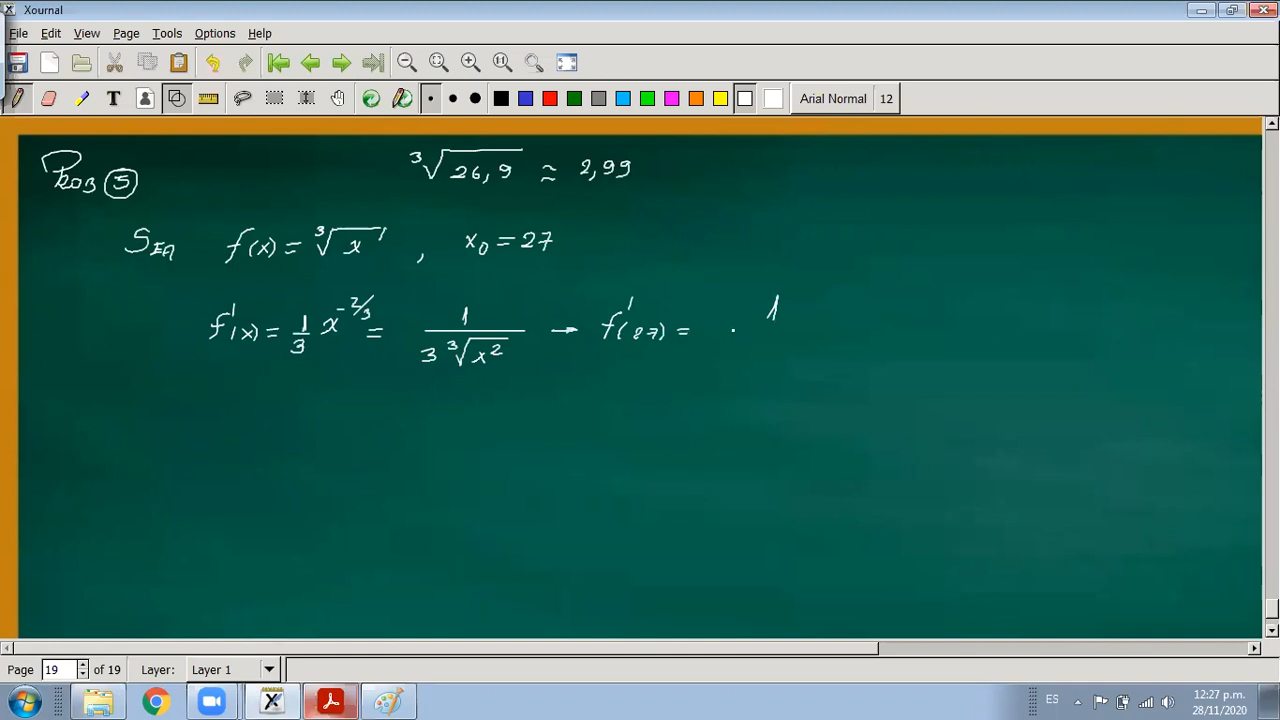 Xournal
File Edit View Page Tools Options Help
Arial Normal 12
Prob 5 ∛26,9 ≈ 2,99
Sea f(x) = ∛x , x₀ = 27
f'(x) = 1/3 x^(-2/3) = 1/(3∛x²) → f'(27) = 1
Page 19 of 19 Layer: Layer 1
ES 12:27 p.m.
28/11/2020